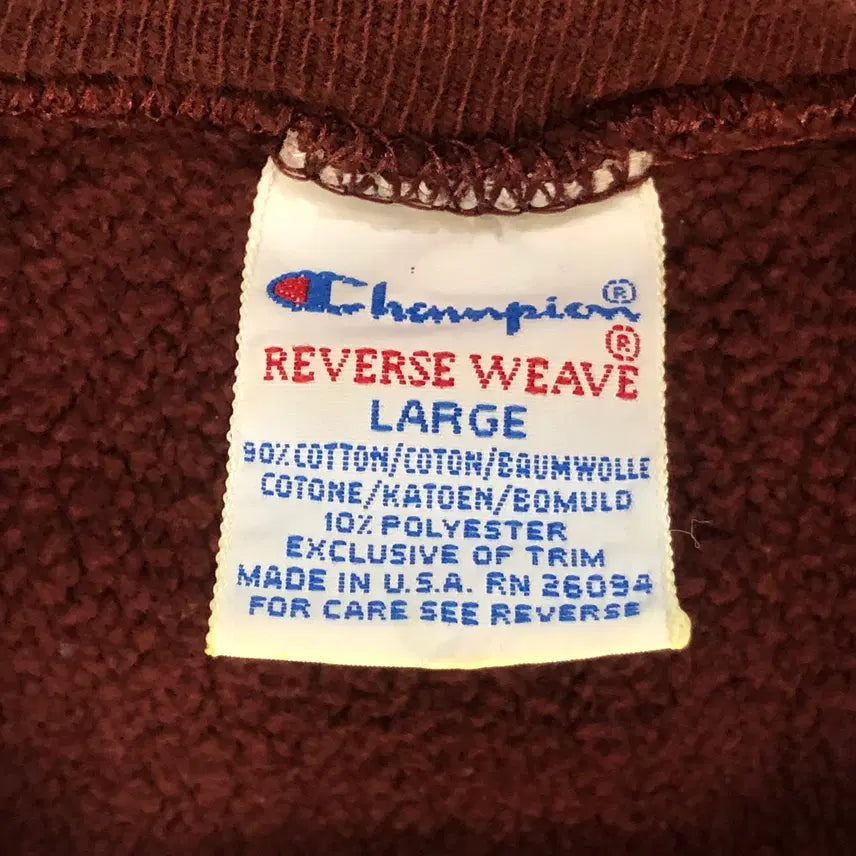 Champion®
REVERSE WEAVE®
LARGE
90% COTTON/COTON/BAUMWOLLE
COTONE/KATOEN/BOMULD
10% POLYESTER
EXCLUSIVE OF TRIM
MADE IN U.S.A. RN 26094
FOR CARE SEE REVERSE